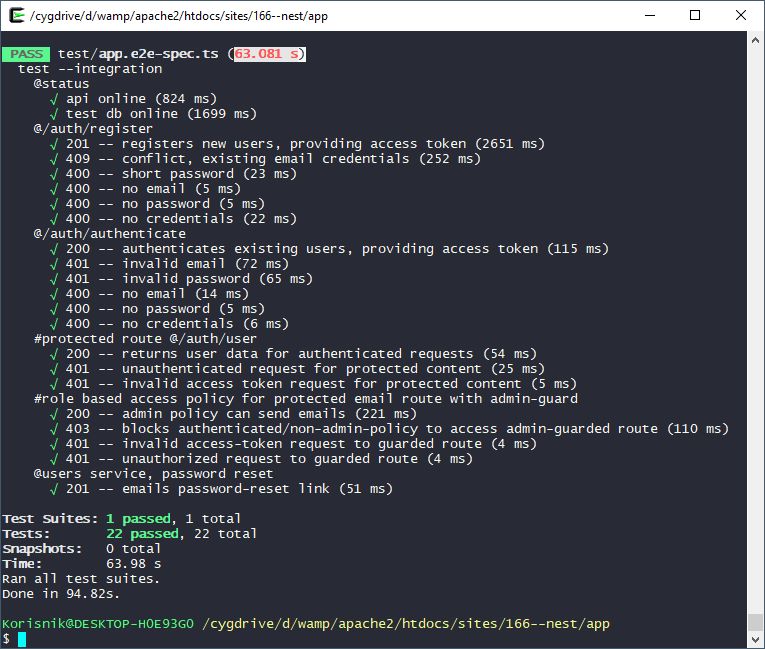 /cygdrive/d/wamp/apache2/htdocs/sites/166--nest/app
PASS test/app.e2e-spec.ts (63.081 s)
test --integration
@status
√ api online (824 ms)
√ test db online (1699 ms)
@/auth/register
√ 201 -- registers new users, providing access token (2651 ms)
√ 409 -- conflict, existing email credentials (252 ms)
√ 400 -- short password (23 ms)
√ 400 -- no email (5 ms)
√ 400 -- no password (5 ms)
√ 400 -- no credentials (22 ms)
@/auth/authenticate
√ 200 -- authenticates existing users, providing access token (115 ms)
√ 401 -- invalid email (72 ms)
√ 401 -- invalid password (65 ms)
√ 400 -- no email (14 ms)
√ 400 -- no password (5 ms)
√ 400 -- no credentials (6 ms)
#protected route @/auth/user
√ 200 -- returns user data for authenticated requests (54 ms)
√ 401 -- unauthenticated request for protected content (25 ms)
√ 401 -- invalid access token request for protected content (5 ms)
#role based access policy for protected email route with admin-guard
√ 200 -- admin policy can send emails (221 ms)
√ 403 -- blocks authenticated/non-admin-policy to access admin-guarded route (110 ms)
√ 401 -- invalid access-token request to guarded route (4 ms)
√ 401 -- unauthorized request to guarded route (4 ms)
@users service, password reset
√ 201 -- emails password-reset link (51 ms)
Test Suites: 1 passed, 1 total
Tests: 22 passed, 22 total
Snapshots: 0 total
Time: 63.98 s
Ran all test suites.
Done in 94.82s.
Korisnik@DESKTOP-H0E93GO /cygdrive/d/wamp/apache2/htdocs/sites/166--nest/app
$